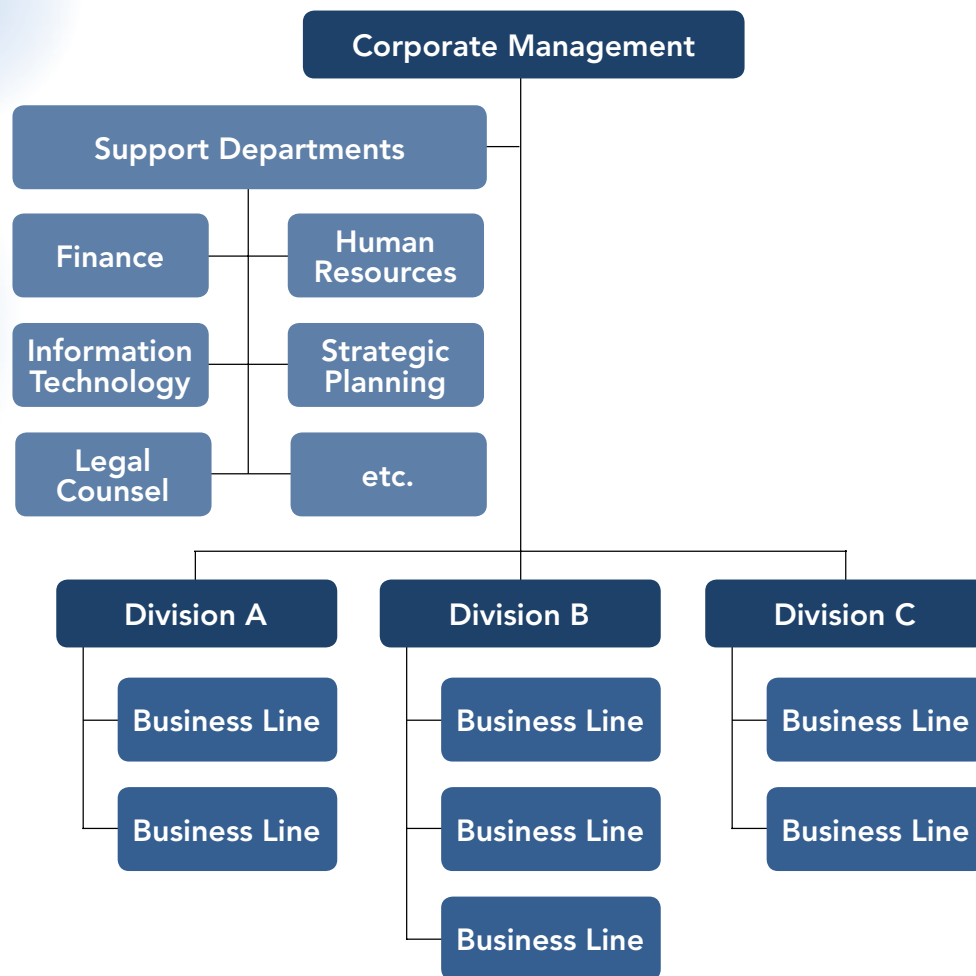 Corporate Management
Support Departments
Finance
Human
Resources
Information
Technology
Strategic
Planning
Legal
Counsel
etc.
Division A
Division B
Division C
Business Line
Business Line
Business Line
Business Line
Business Line
Business Line
Business Line